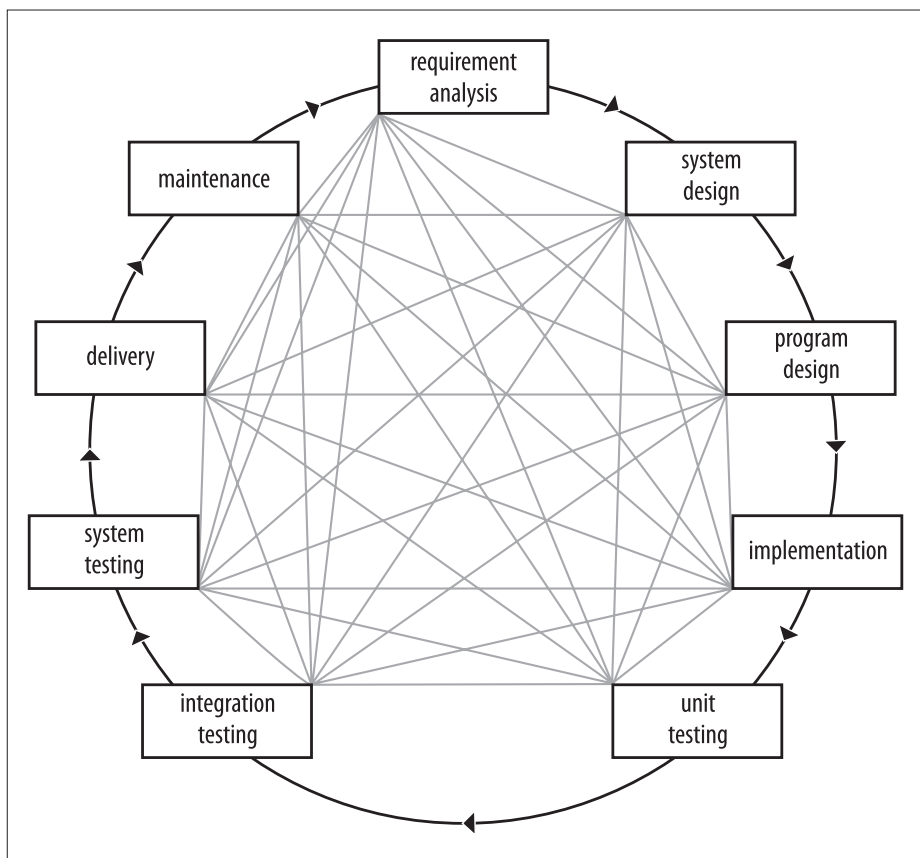 requirement
analysis
system
design
program
design
implementation
unit
testing
integration
testing
system
testing
delivery
maintenance